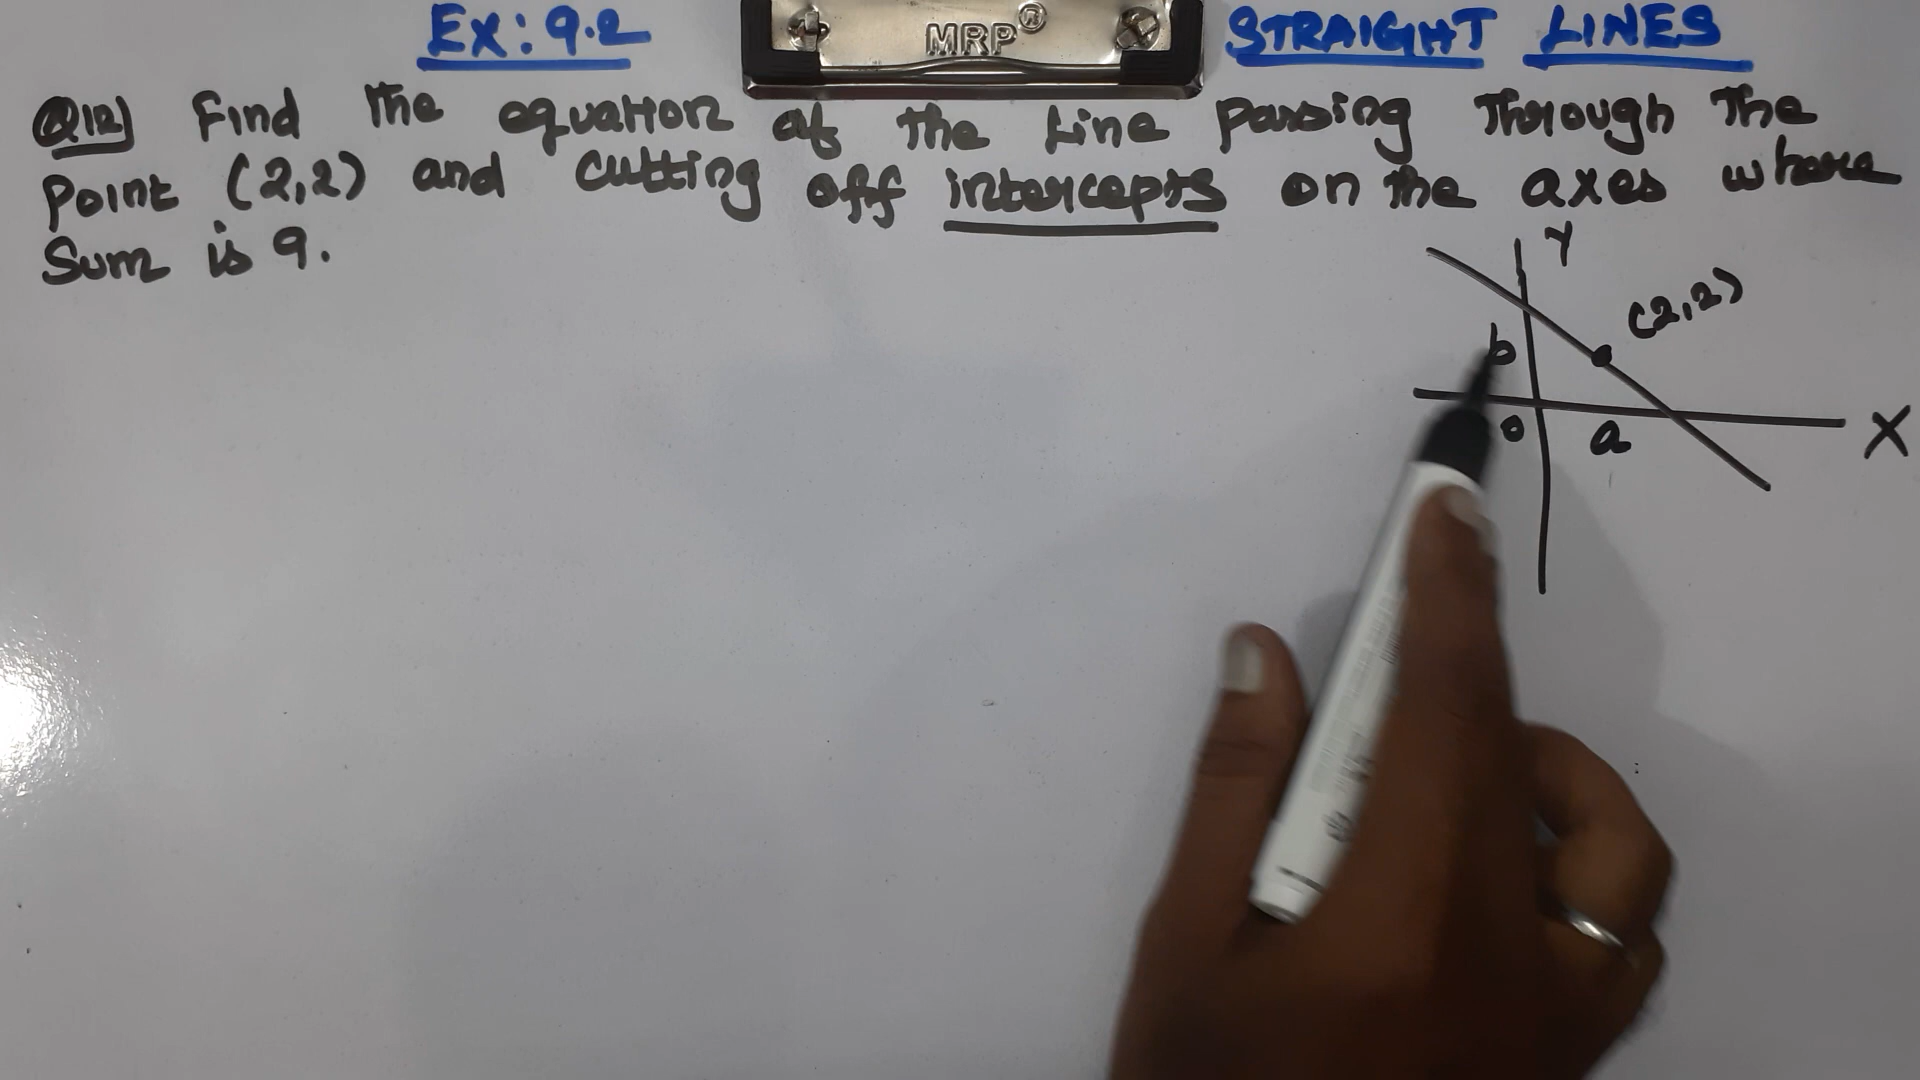 EX: 9.2
MRP®
STRAIGHT LINES
Q12) Find the equation of the line passing through the
Point (2,2) and cutting off intercepts on the axes whose
Sum is 9.
Y
(2,2)
b
o
a
X